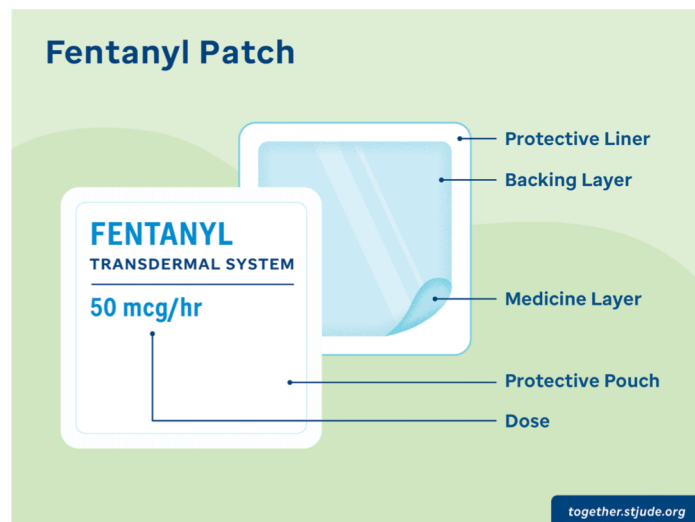 Fentanyl Patch
Protective Liner
Backing Layer
FENTANYL
TRANSDERMAL SYSTEM
50 mcg/hr
Medicine Layer
Protective Pouch
Dose
together.stjude.org